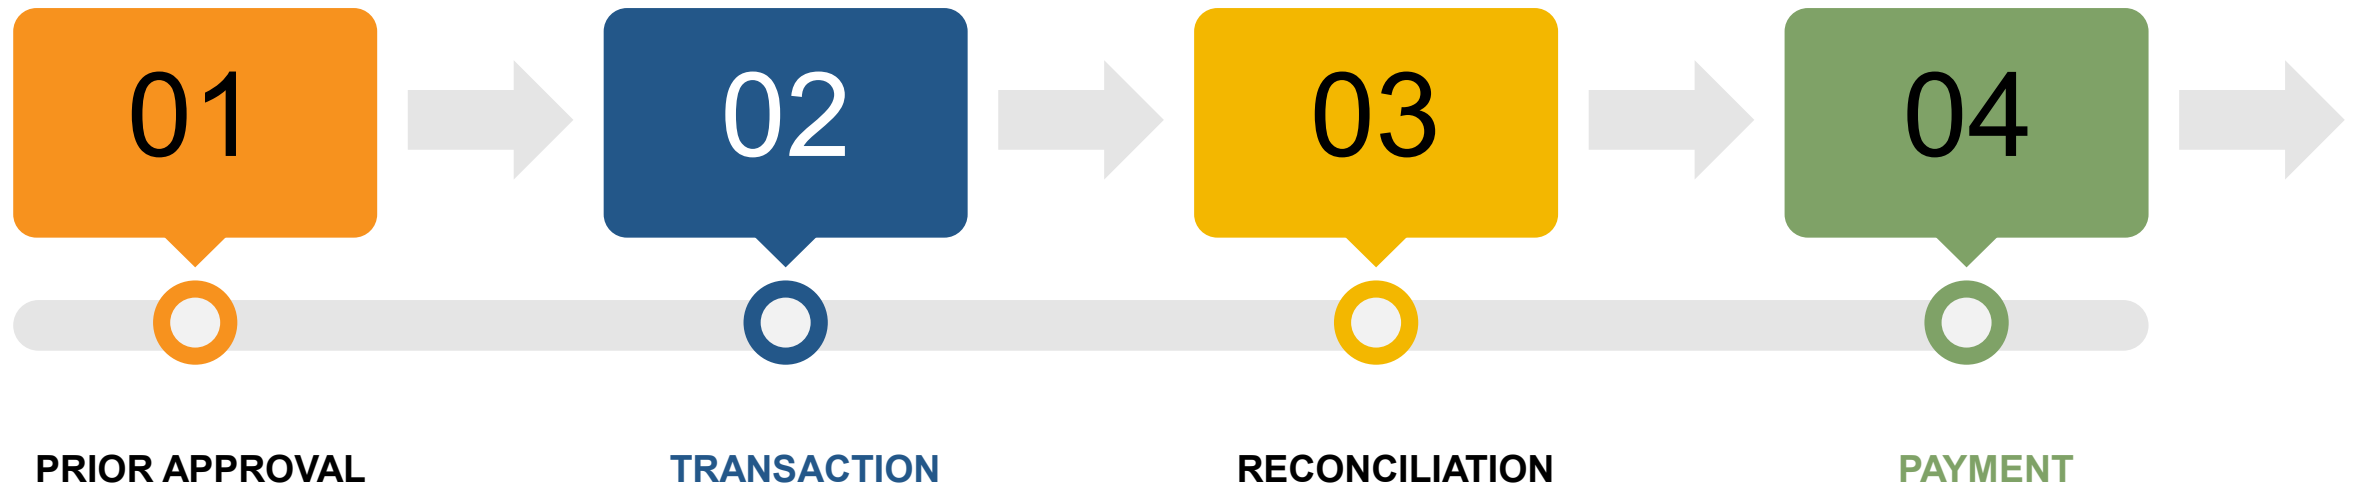 01
02
03
04
PRIOR APPROVAL
TRANSACTION
RECONCILIATION
PAYMENT